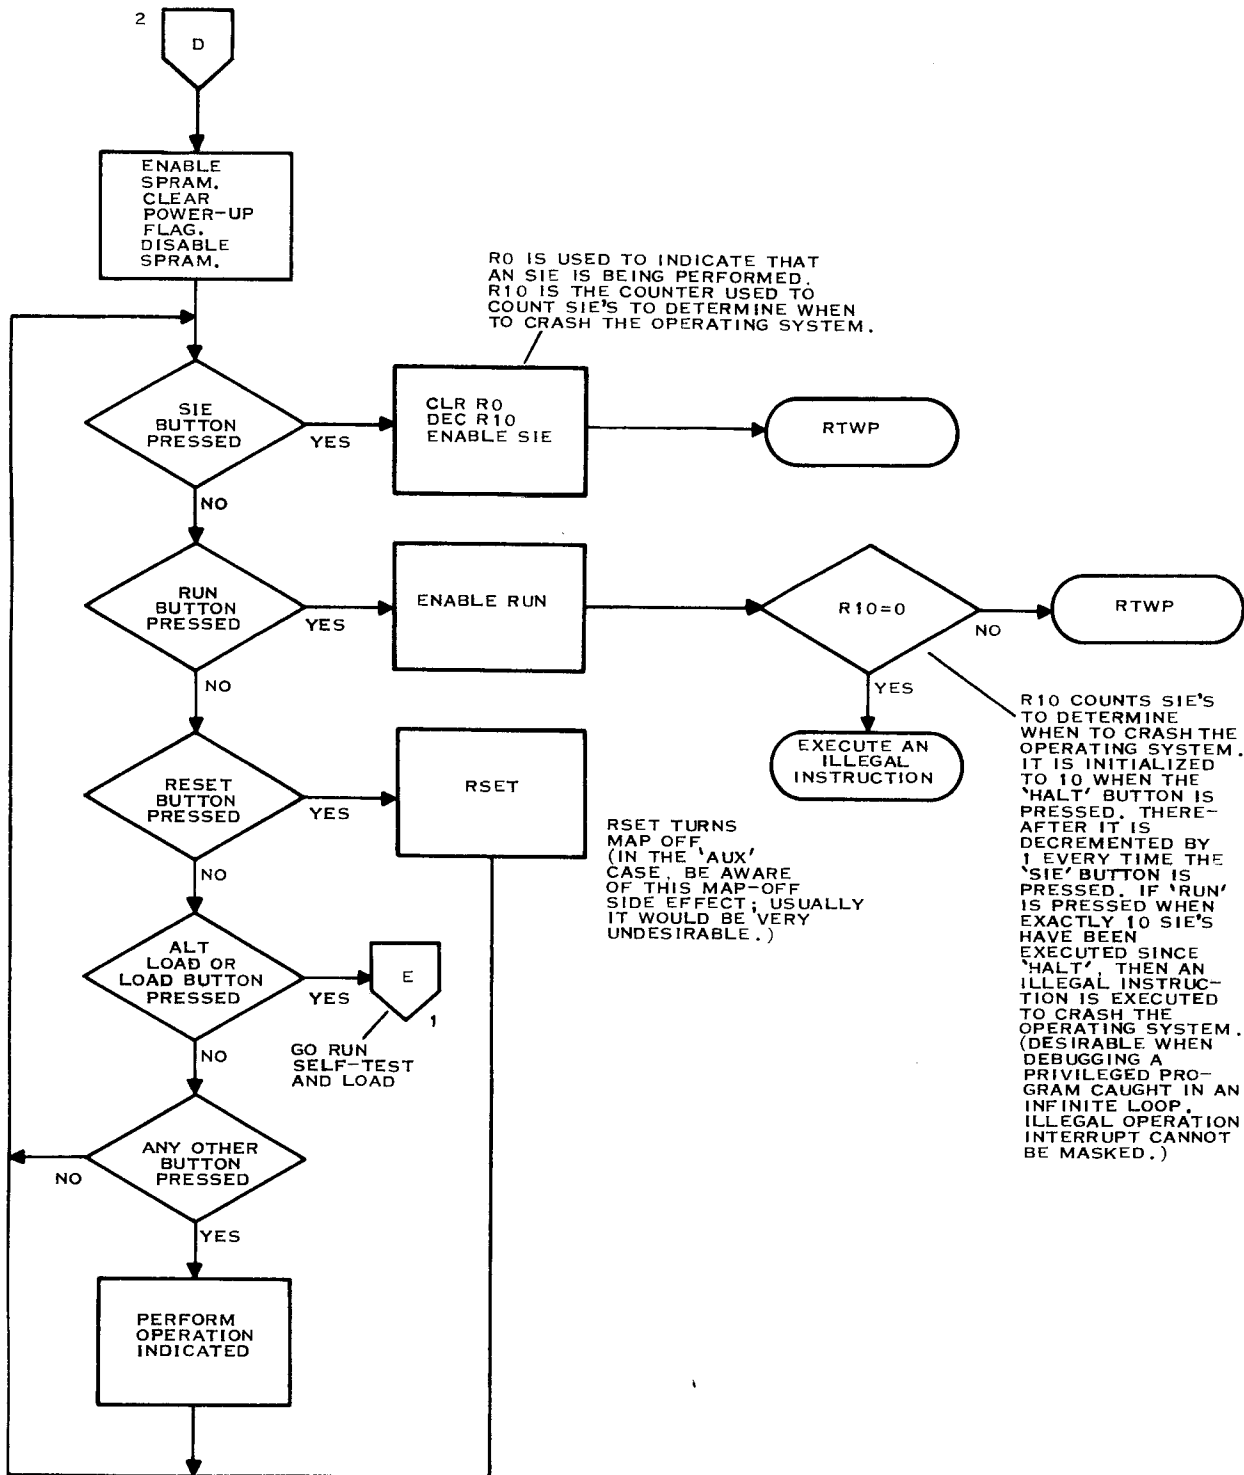 2
D
ENABLE
SPRAM.
CLEAR
POWER-UP
FLAG.
DISABLE
SPRAM.
R0 IS USED TO INDICATE THAT
AN SIE IS BEING PERFORMED.
R10 IS THE COUNTER USED TO
COUNT SIE'S TO DETERMINE WHEN
TO CRASH THE OPERATING SYSTEM.
SIE
BUTTON
PRESSED
YES
NO
CLR R0
DEC R10
ENABLE SIE
RTWP
RUN
BUTTON
PRESSED
YES
NO
ENABLE RUN
R10=0
NO
YES
RTWP
EXECUTE AN
ILLEGAL
INSTRUCTION
R10 COUNTS SIE'S
TO DETERMINE
WHEN TO CRASH THE
OPERATING SYSTEM.
IT IS INITIALIZED
TO 10 WHEN THE
'HALT' BUTTON IS
PRESSED. THERE-
AFTER IT IS
DECREMENTED BY
1 EVERY TIME THE
'SIE' BUTTON IS
PRESSED. IF 'RUN'
IS PRESSED WHEN
EXACTLY 10 SIE'S
HAVE BEEN
EXECUTED SINCE
'HALT', THEN AN
ILLEGAL INSTRUC-
TION IS EXECUTED
TO CRASH THE
OPERATING SYSTEM.
(DESIRABLE WHEN
DEBUGGING A
PRIVILEGED PRO-
GRAM CAUGHT IN AN
INFINITE LOOP.
ILLEGAL OPERATION
INTERRUPT CANNOT
BE MASKED.)
RESET
BUTTON
PRESSED
YES
NO
RSET
RSET TURNS
MAP OFF
(IN THE 'AUX'
CASE, BE AWARE
OF THIS MAP-OFF
SIDE EFFECT; USUALLY
IT WOULD BE VERY
UNDESIRABLE.)
ALT
LOAD OR
LOAD BUTTON
PRESSED
YES
NO
E
1
GO RUN
SELF-TEST
AND LOAD
ANY OTHER
BUTTON
PRESSED
NO
YES
PERFORM
OPERATION
INDICATED